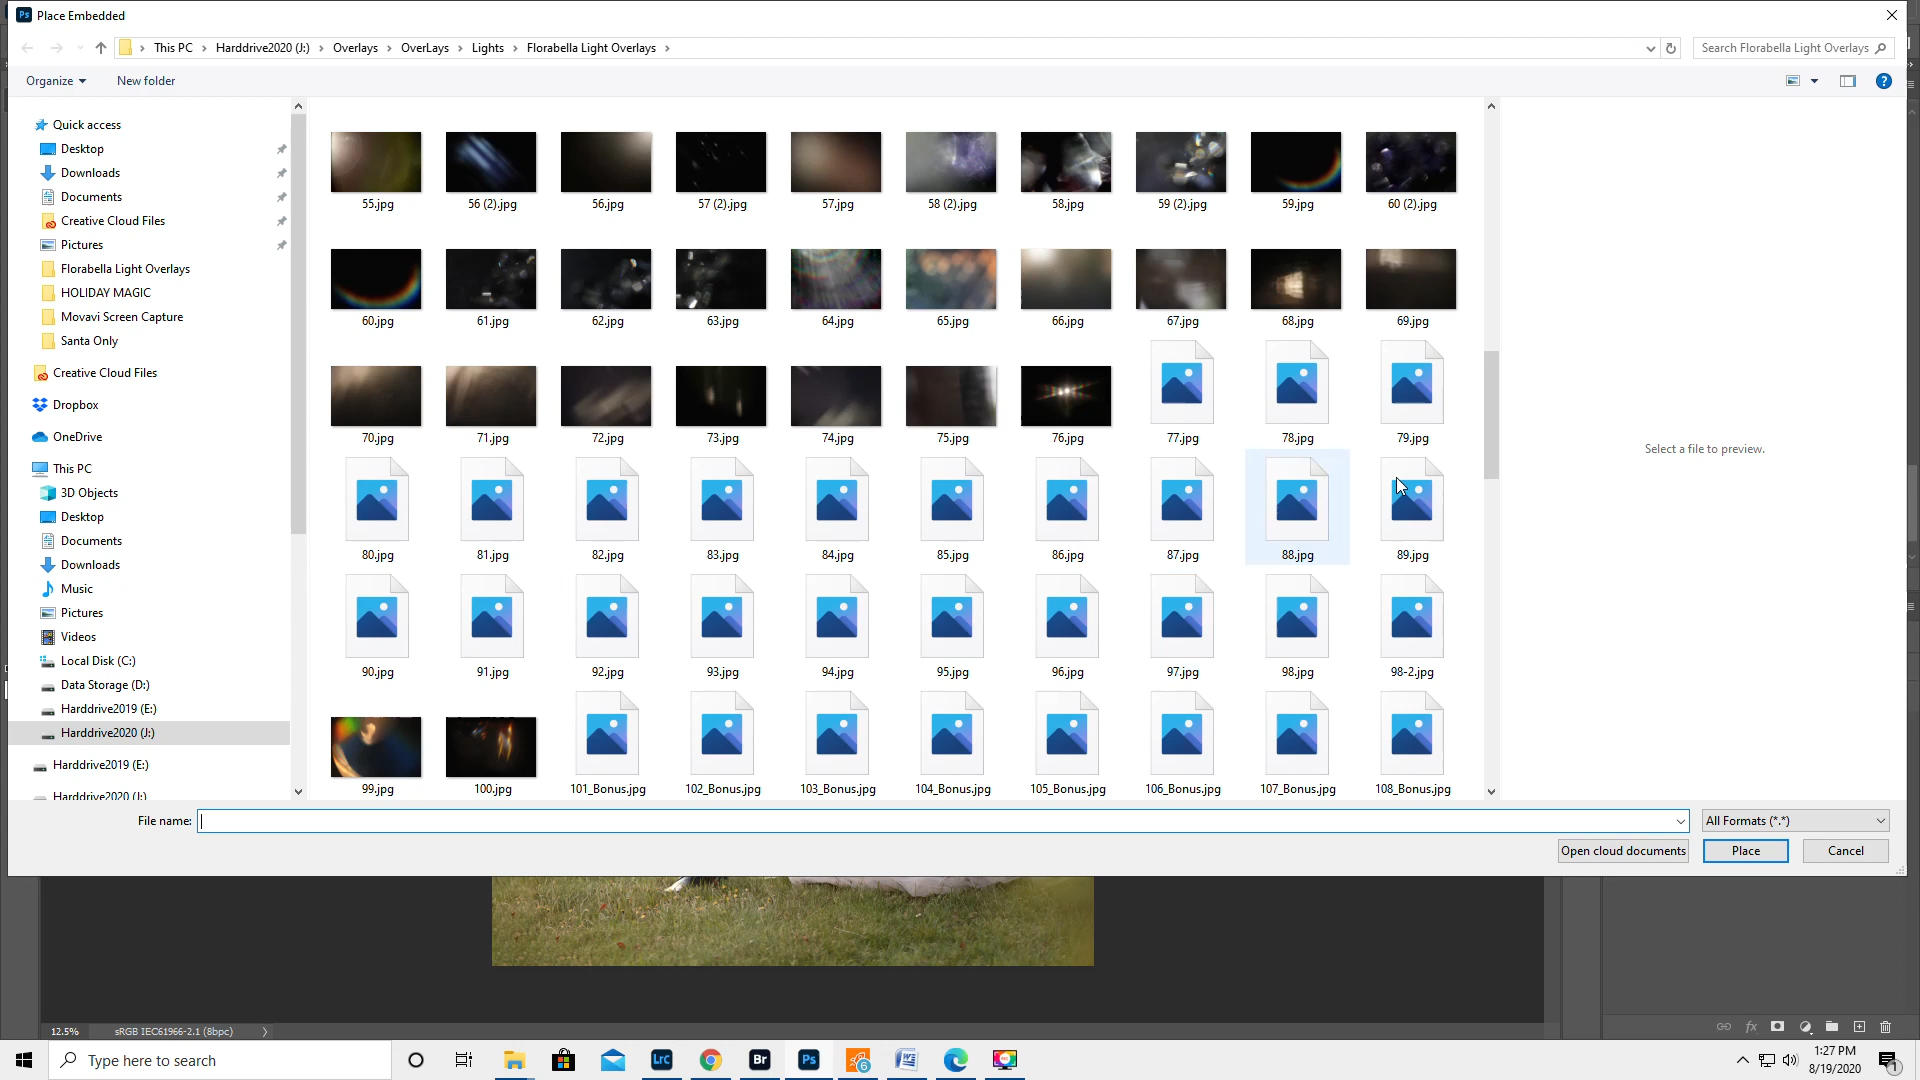 Ps Place Embedded
This PC > Harddrive2020 (J:) > Overlays > OverLays > Lights > Florabella Light Overlays >
Search Florabella Light Overlays
Organize
New folder
Quick access
Desktop
Downloads
Documents
Creative Cloud Files
Pictures
Florabella Light Overlays
HOLIDAY MAGIC
Movavi Screen Capture
Santa Only
Creative Cloud Files
Dropbox
OneDrive
This PC
3D Objects
Desktop
Documents
Downloads
Music
Pictures
Videos
Local Disk (C:)
Data Storage (D:)
Harddrive2019 (E:)
Harddrive2020 (J:)
Harddrive2019 (E:)
Harddrive2020 (J:)
55.jpg 56 (2).jpg 56.jpg 57 (2).jpg 57.jpg 58 (2).jpg 58.jpg 59 (2).jpg 59.jpg 60 (2).jpg
60.jpg 61.jpg 62.jpg 63.jpg 64.jpg 65.jpg 66.jpg 67.jpg 68.jpg 69.jpg
70.jpg 71.jpg 72.jpg 73.jpg 74.jpg 75.jpg 76.jpg 77.jpg 78.jpg 79.jpg
80.jpg 81.jpg 82.jpg 83.jpg 84.jpg 85.jpg 86.jpg 87.jpg 88.jpg 89.jpg
90.jpg 91.jpg 92.jpg 93.jpg 94.jpg 95.jpg 96.jpg 97.jpg 98.jpg 98-2.jpg
99.jpg 100.jpg 101_Bonus.jpg 102_Bonus.jpg 103_Bonus.jpg 104_Bonus.jpg 105_Bonus.jpg 106_Bonus.jpg 107_Bonus.jpg 108_Bonus.jpg
Select a file to preview.
File name:
All Formats (*.*)
Open cloud documents
Place
Cancel
12.5%
sRGB IEC61966-2.1 (8bpc)
fx
Type here to search
LrC
Br
Ps
6
1:27 PM
8/19/2020
1